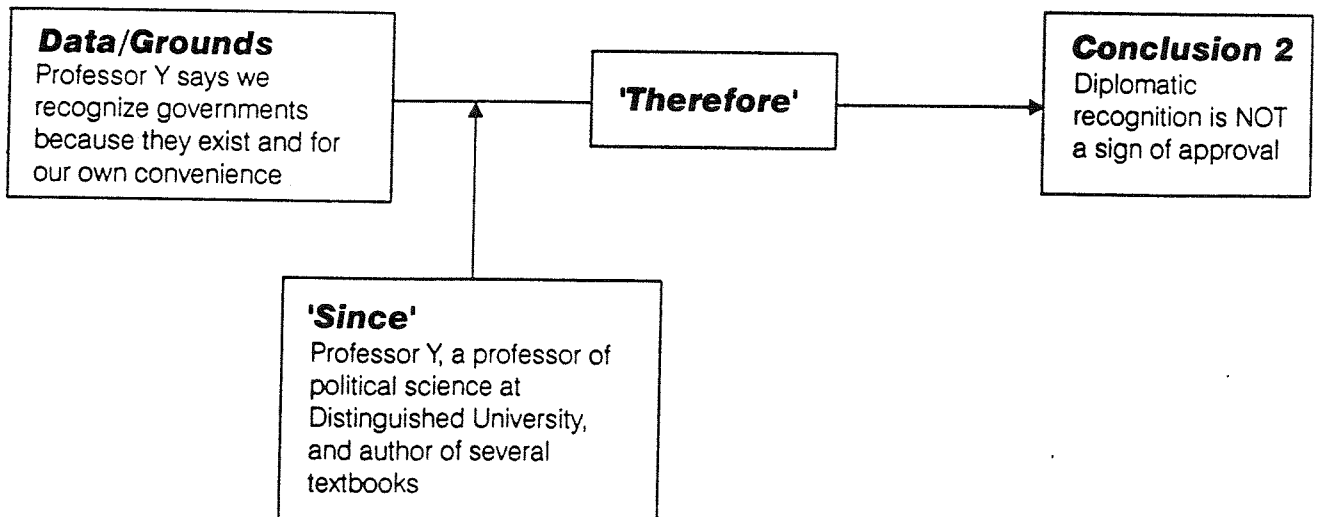 Data/Grounds
Professor Y says we
recognize governments
because they exist and for
our own convenience
'Therefore'
Conclusion 2
Diplomatic
recognition is NOT
a sign of approval
'Since'
Professor Y, a professor of
political science at
Distinguished University,
and author of several
textbooks